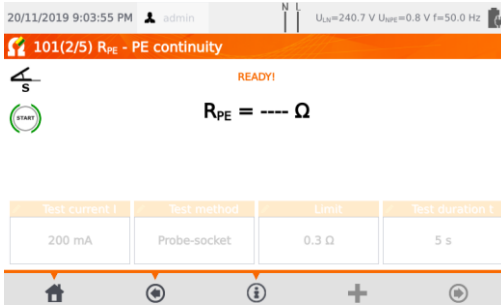 20/11/2019 9:03:55 PM admin N L ULN=240.7 V UNPE=0.8 V f=50.0 Hz
101(2/5) RPE - PE continuity
S
READY!
START
RPE = ---- Ω
Test current I Test method Limit Test duration t
200 mA Probe-socket 0.3 Ω 5 s